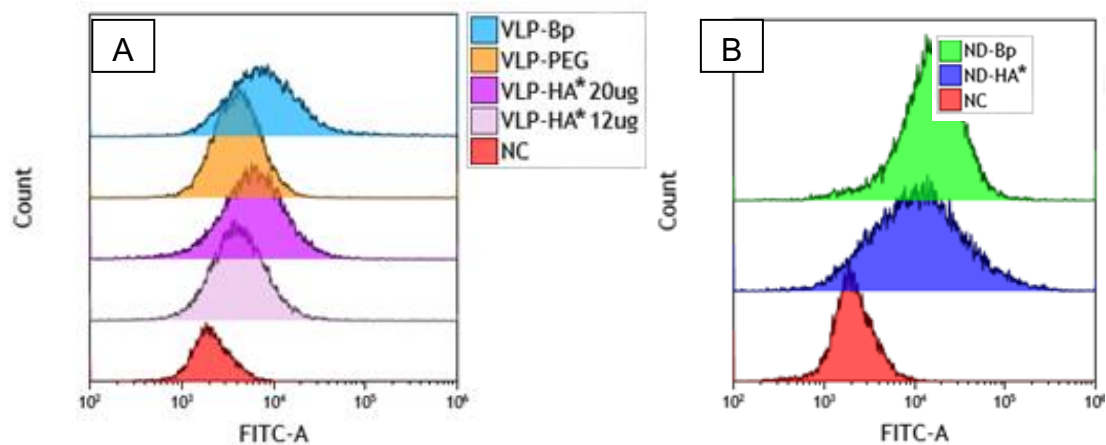 A
VLP-Bp
VLP-PEG
VLP-HA* 20ug
VLP-HA* 12ug
NC
Count
10² 10³ 10⁴ 10⁵ 10⁶
FITC-A
B
ND-Bp
ND-HA*
NC
Count
10² 10³ 10⁴ 10⁵ 10⁶
FITC-A